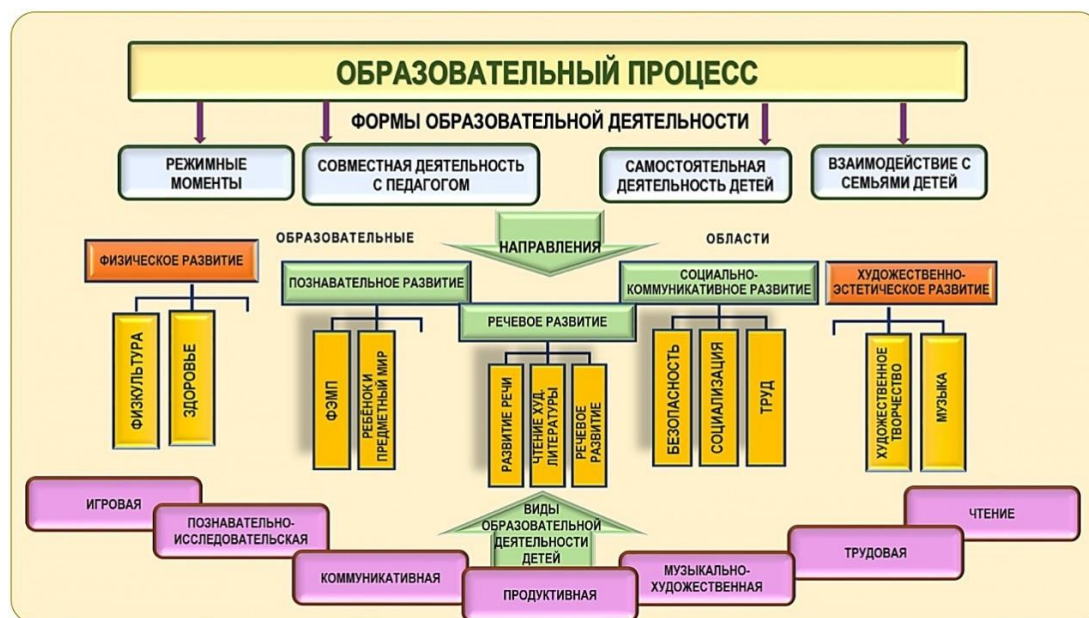 ОБРАЗОВАТЕЛЬНЫЙ ПРОЦЕСС
ФОРМЫ ОБРАЗОВАТЕЛЬНОЙ ДЕЯТЕЛЬНОСТИ
РЕЖИМНЫЕ
МОМЕНТЫ
СОВМЕСТНАЯ ДЕЯТЕЛЬНОСТЬ
С ПЕДАГОГОМ
САМОСТОЯТЕЛЬНАЯ
ДЕЯТЕЛЬНОСТЬ ДЕТЕЙ
ВЗАИМОДЕЙСТВИЕ С
СЕМЬЯМИ ДЕТЕЙ
ОБРАЗОВАТЕЛЬНЫЕ
НАПРАВЛЕНИЯ
ОБЛАСТИ
ФИЗИЧЕСКОЕ РАЗВИТИЕ
ПОЗНАВАТЕЛЬНОЕ РАЗВИТИЕ
РЕЧЕВОЕ РАЗВИТИЕ
СОЦИАЛЬНО-
КОММУНИКАТИВНОЕ РАЗВИТИЕ
ХУДОЖЕСТВЕННО-
ЭСТЕТИЧЕСКОЕ РАЗВИТИЕ
ФИЗКУЛЬТУРА
ЗДОРОВЬЕ
ФЭМП
РЕБЁНОК И
ПРЕДМЕТНЫЙ МИР
РАЗВИТИЕ РЕЧИ
ЧТЕНИЕ ХУД.
ЛИТЕРАТУРЫ
РЕЧЕВОЕ
РАЗВИТИЕ
БЕЗОПАСНОСТЬ
СОЦИАЛИЗАЦИЯ
ТРУД
ХУДОЖЕСТВЕННОЕ
ТВОРЧЕСТВО
МУЗЫКА
ВИДЫ
ОБРАЗОВАТЕЛЬНОЙ
ДЕЯТЕЛЬНОСТИ
ДЕТЕЙ
ИГРОВАЯ
ПОЗНАВАТЕЛЬНО-
ИССЛЕДОВАТЕЛЬСКАЯ
КОММУНИКАТИВНАЯ
ПРОДУКТИВНАЯ
МУЗЫКАЛЬНО-
ХУДОЖЕСТВЕННАЯ
ТРУДОВАЯ
ЧТЕНИЕ